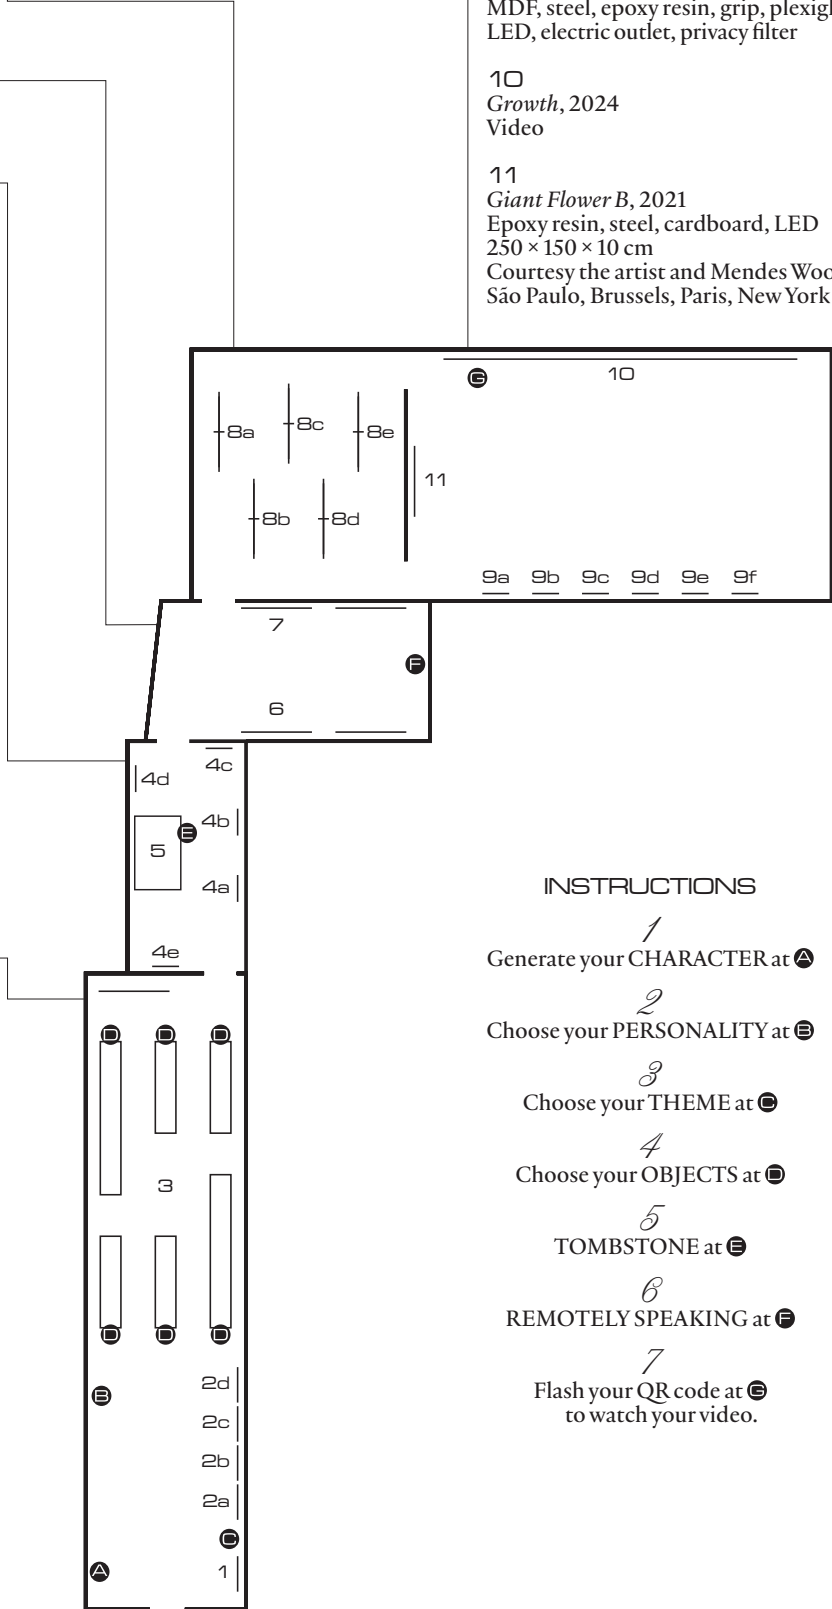 MDF, steel, epoxy resin, grip,
LED, electric outlet, privacy filter
10
Growth, 2024
Video
11
Giant Flower B, 2021
Epoxy resin, steel, cardboard, LED
250 × 150 × 10 cm
Courtesy the artist and Mendes
São Paulo, Brussels, Paris, New York
G
10
8a
8c
8e
11
8b
8d
9a 9b 9c 9d 9e 9f
7
F
6
4c
4d
4b
E
5
4a
4e
D D D
3
D D D
2d
B
2c
2b
2a
C
A
1
INSTRUCTIONS
1
Generate your CHARACTER at A
2
Choose your PERSONALITY at B
3
Choose your THEME at C
4
Choose your OBJECTS at D
5
TOMBSTONE at E
6
REMOTELY SPEAKING at F
7
Flash your QR code at G
to watch your video.